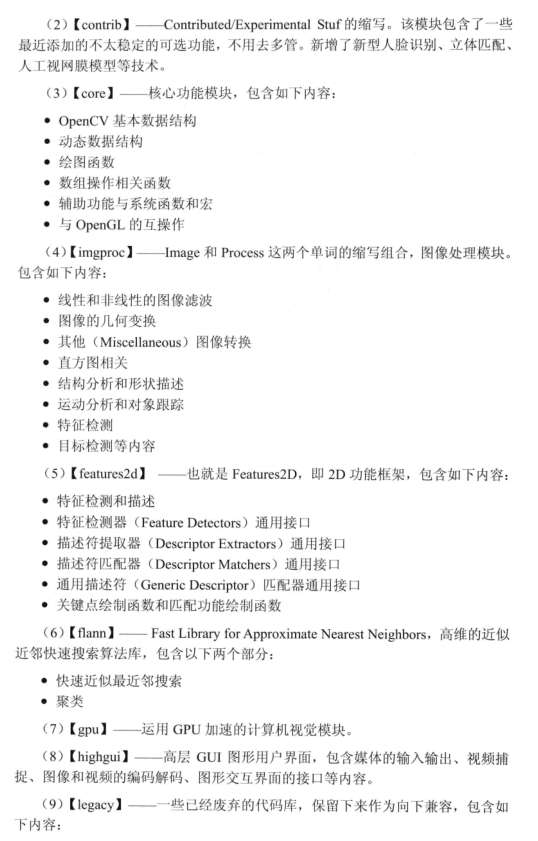 （2）【contrib】——Contributed/Experimental Stuf 的缩写。该模块包含了一些
最近添加的不太稳定的可选功能，不用去多管。新增了新型人脸识别、立体匹配、
人工视网膜模型等技术。
（3）【core】——核心功能模块，包含如下内容：
● OpenCV 基本数据结构
● 动态数据结构
● 绘图函数
● 数组操作相关函数
● 辅助功能与系统函数和宏
● 与 OpenGL 的互操作
（4）【imgproc】——Image 和 Process 这两个单词的缩写组合，图像处理模块。
包含如下内容：
● 线性和非线性的图像滤波
● 图像的几何变换
● 其他（Miscellaneous）图像转换
● 直方图相关
● 结构分析和形状描述
● 运动分析和对象跟踪
● 特征检测
● 目标检测等内容
（5）【features2d】 ——也就是 Features2D，即 2D 功能框架，包含如下内容：
● 特征检测和描述
● 特征检测器（Feature Detectors）通用接口
● 描述符提取器（Descriptor Extractors）通用接口
● 描述符匹配器（Descriptor Matchers）通用接口
● 通用描述符（Generic Descriptor）匹配器通用接口
● 关键点绘制函数和匹配功能绘制函数
（6）【flann】—— Fast Library for Approximate Nearest Neighbors，高维的近似
近邻快速搜索算法库，包含以下两个部分：
● 快速近似最近邻搜索
● 聚类
（7）【gpu】——运用 GPU 加速的计算机视觉模块。
（8）【highgui】——高层 GUI 图形用户界面，包含媒体的输入输出、视频捕
捉、图像和视频的编码解码、图形交互界面的接口等内容。
（9）【legacy】——一些已经废弃的代码库，保留下来作为向下兼容，包含如
下内容：